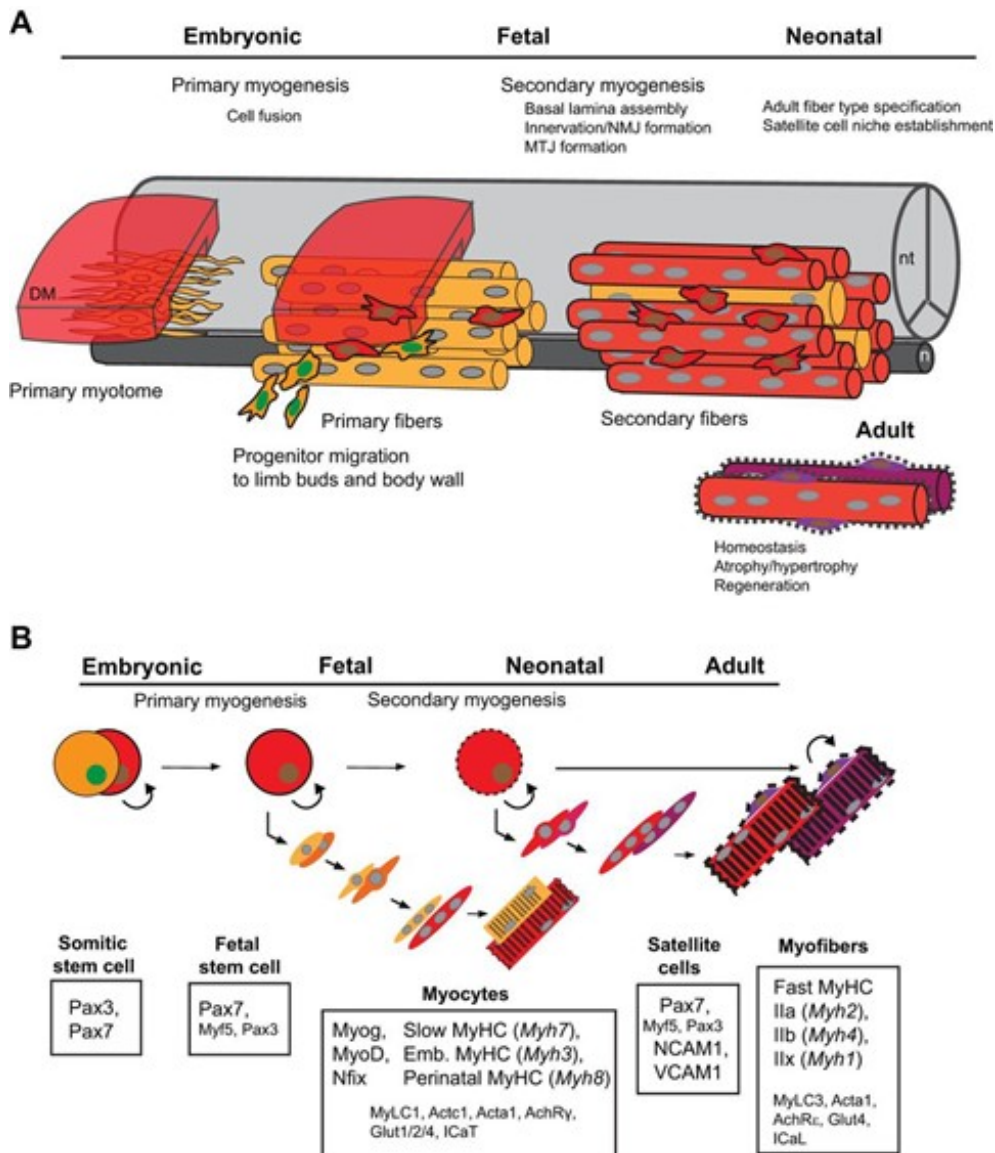 A
Embryonic Fetal Neonatal
Primary myogenesis
Cell fusion
Secondary myogenesis
Basal lamina assembly
Innervation/NMJ formation
MTJ formation
Adult fiber type specification
Satellite cell niche establishment
DM
nt
n
Primary myotome
Primary fibers
Secondary fibers
Progenitor migration
to limb buds and body wall
Adult
Homeostasis
Atrophy/hypertrophy
Regeneration
B
Embryonic Fetal Neonatal Adult
Primary myogenesis Secondary myogenesis
Somitic
stem cell
Pax3,
Pax7
Fetal
stem cell
Pax7,
Myf5, Pax3
Myocytes
Myog, Slow MyHC (Myh7),
MyoD, Emb. MyHC (Myh3),
Nfix Perinatal MyHC (Myh8)
MyLC1, Actc1, Acta1, AchRγ,
Glut1/2/4, ICaT
Satellite
cells
Pax7,
Myf5, Pax3
NCAM1,
VCAM1
Myofibers
Fast MyHC
IIa (Myh2),
IIb (Myh4),
IIx (Myh1)
MyLC3, Acta1,
AchRε, Glut4,
ICaL